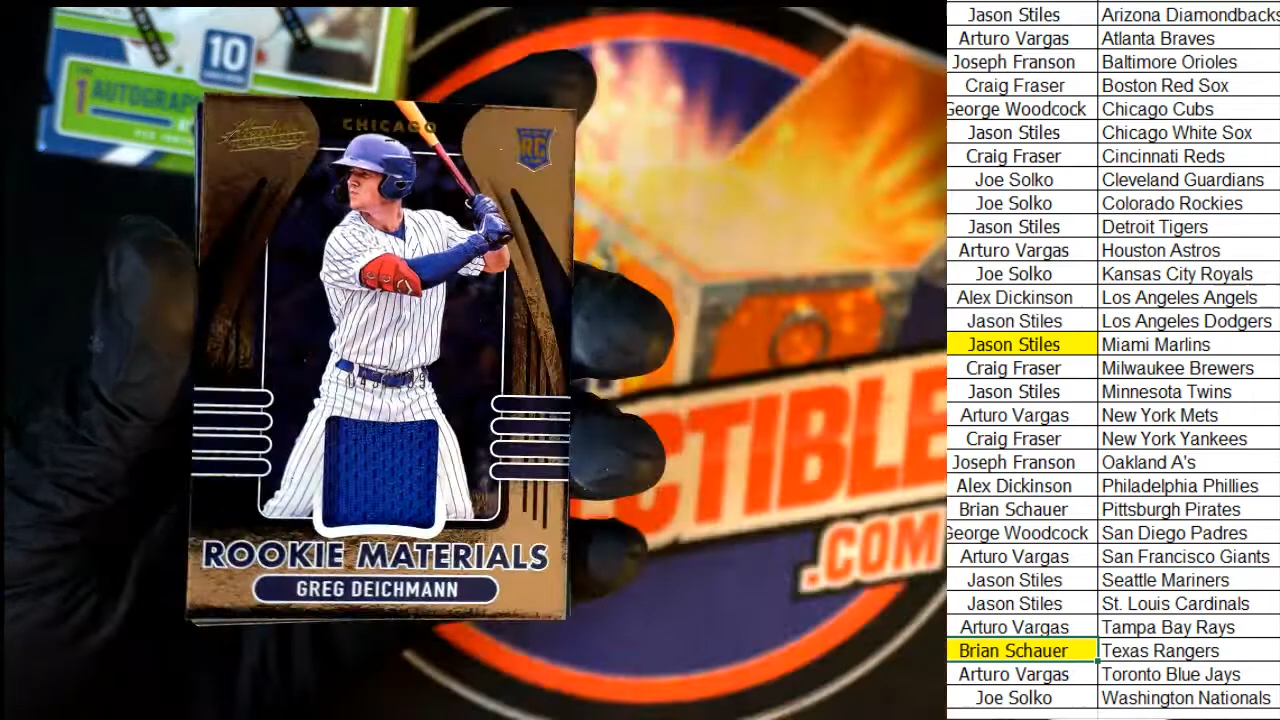 10
1 AUTOGRAPH
CHICAGO
RC
ROOKIE MATERIALS
GREG DEICHMANN
CTIBLE
.COM
Jason Stiles Arizona Diamondbacks
Arturo Vargas Atlanta Braves
Joseph Franson Baltimore Orioles
Craig Fraser Boston Red Sox
George Woodcock Chicago Cubs
Jason Stiles Chicago White Sox
Craig Fraser Cincinnati Reds
Joe Solko Cleveland Guardians
Joe Solko Colorado Rockies
Jason Stiles Detroit Tigers
Arturo Vargas Houston Astros
Joe Solko Kansas City Royals
Alex Dickinson Los Angeles Angels
Jason Stiles Los Angeles Dodgers
Jason Stiles Miami Marlins
Craig Fraser Milwaukee Brewers
Jason Stiles Minnesota Twins
Arturo Vargas New York Mets
Craig Fraser New York Yankees
Joseph Franson Oakland A's
Alex Dickinson Philadelphia Phillies
Brian Schauer Pittsburgh Pirates
George Woodcock San Diego Padres
Arturo Vargas San Francisco Giants
Jason Stiles Seattle Mariners
Jason Stiles St. Louis Cardinals
Arturo Vargas Tampa Bay Rays
Brian Schauer Texas Rangers
Arturo Vargas Toronto Blue Jays
Joe Solko Washington Nationals